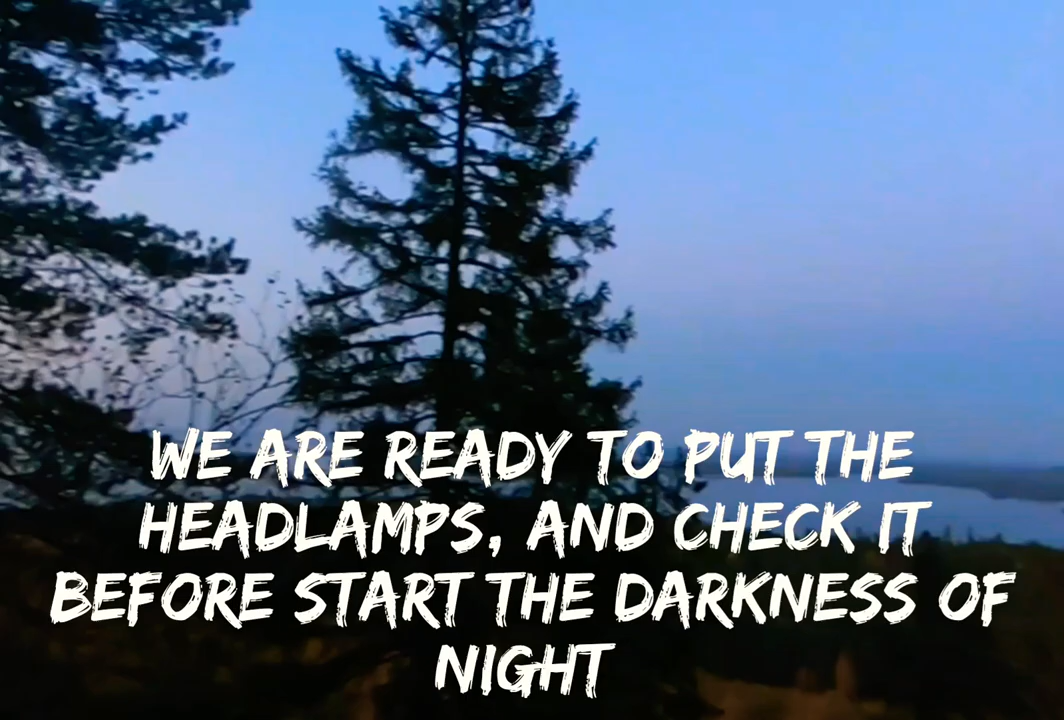 WE ARE READY TO PUT THE
HEADLAMPS, AND CHECK IT
BEFORE START THE DARKNESS OF
NIGHT